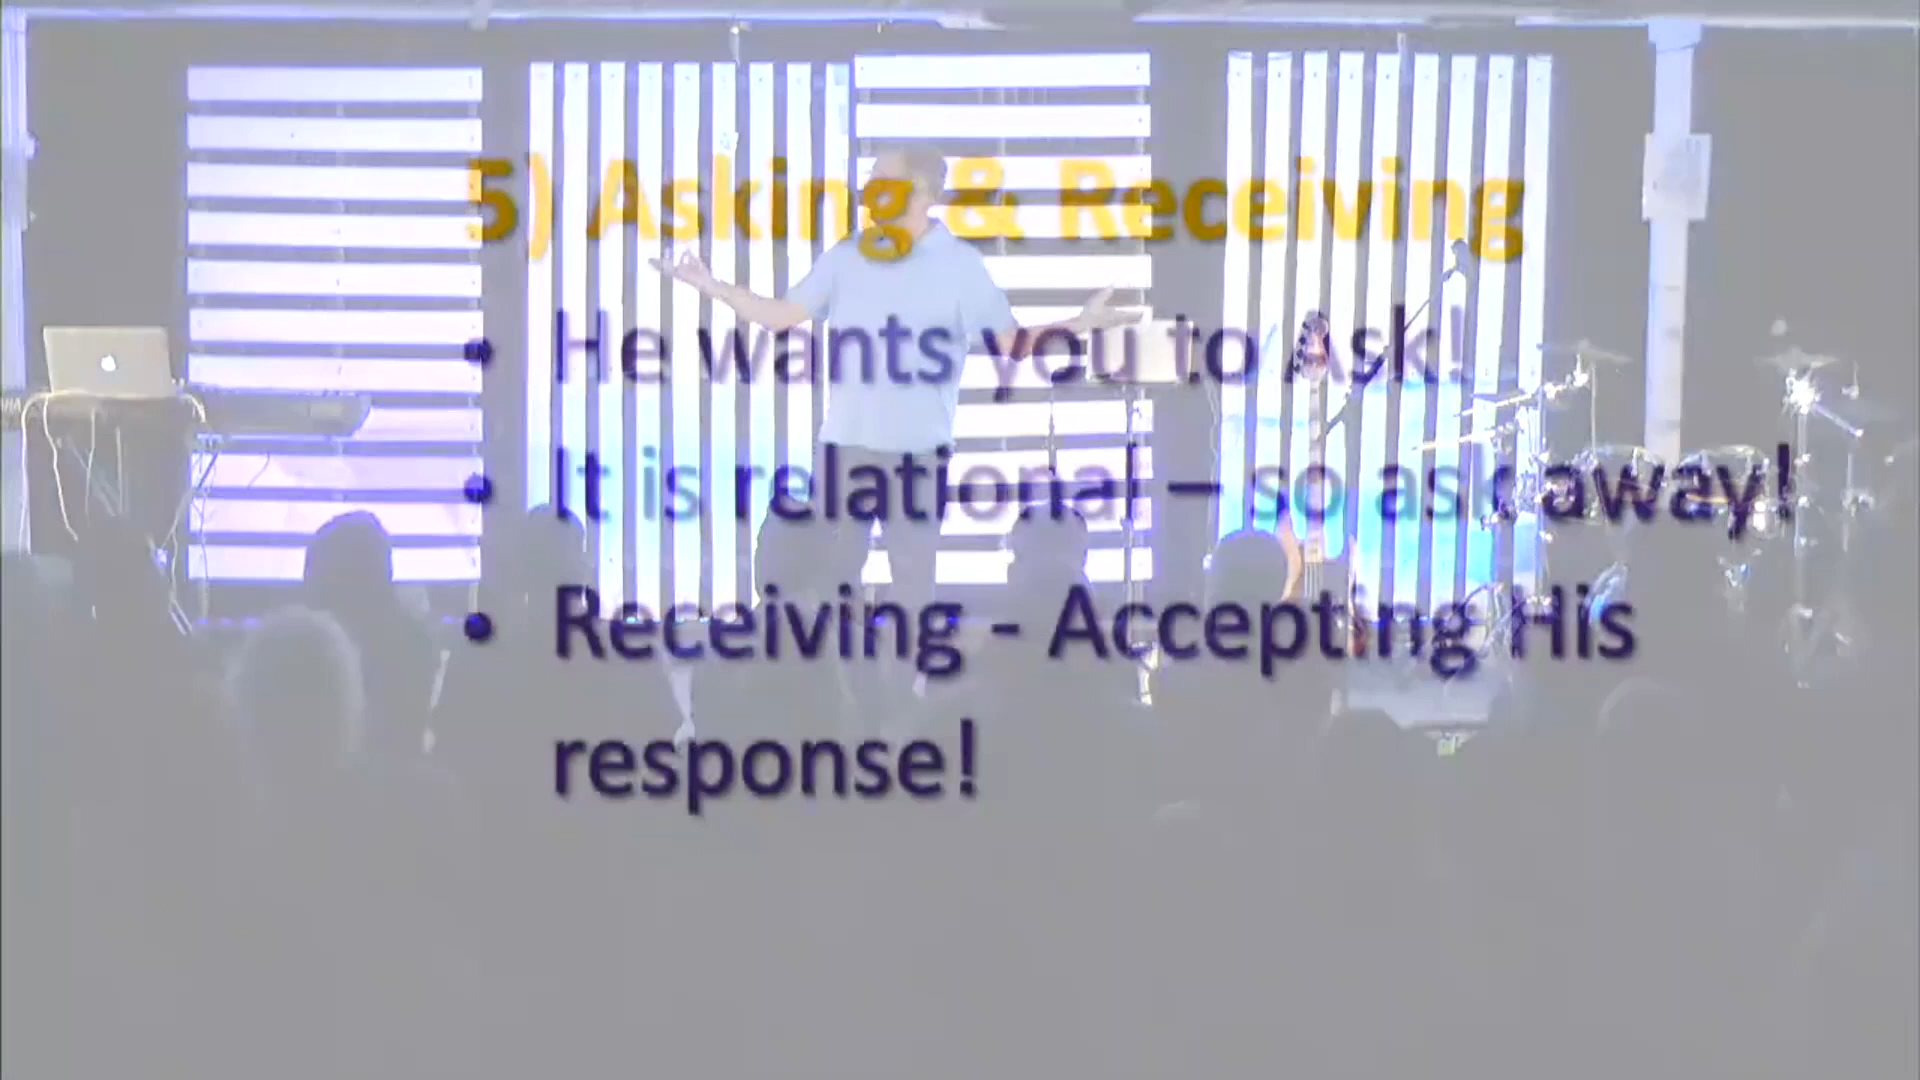 5) Asking & Receiving
• He wants you to Ask!
• It is relational – so ask away!
• Receiving - Accepting His
response!